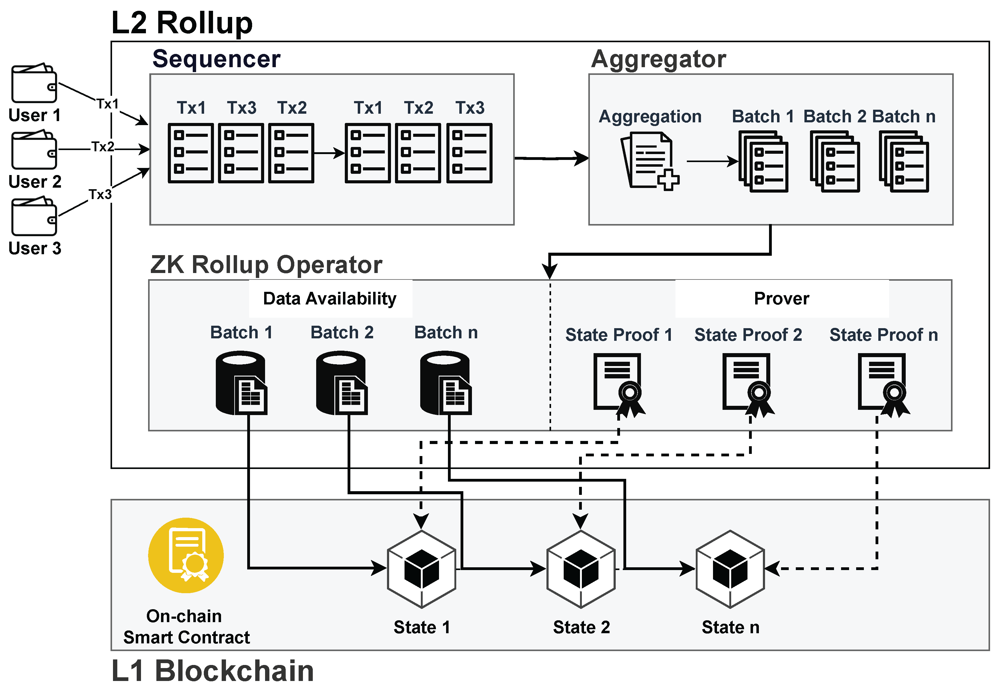 L2 Rollup
Sequencer
Aggregator
User 1
User 2
User 3
Tx1
Tx2
Tx3
Tx1 Tx3 Tx2 Tx1 Tx2 Tx3
Aggregation Batch 1 Batch 2 Batch n
ZK Rollup Operator
Data Availability
Prover
Batch 1 Batch 2 Batch n
State Proof 1 State Proof 2 State Proof n
On-chain
Smart Contract
State 1 State 2 State n
L1 Blockchain